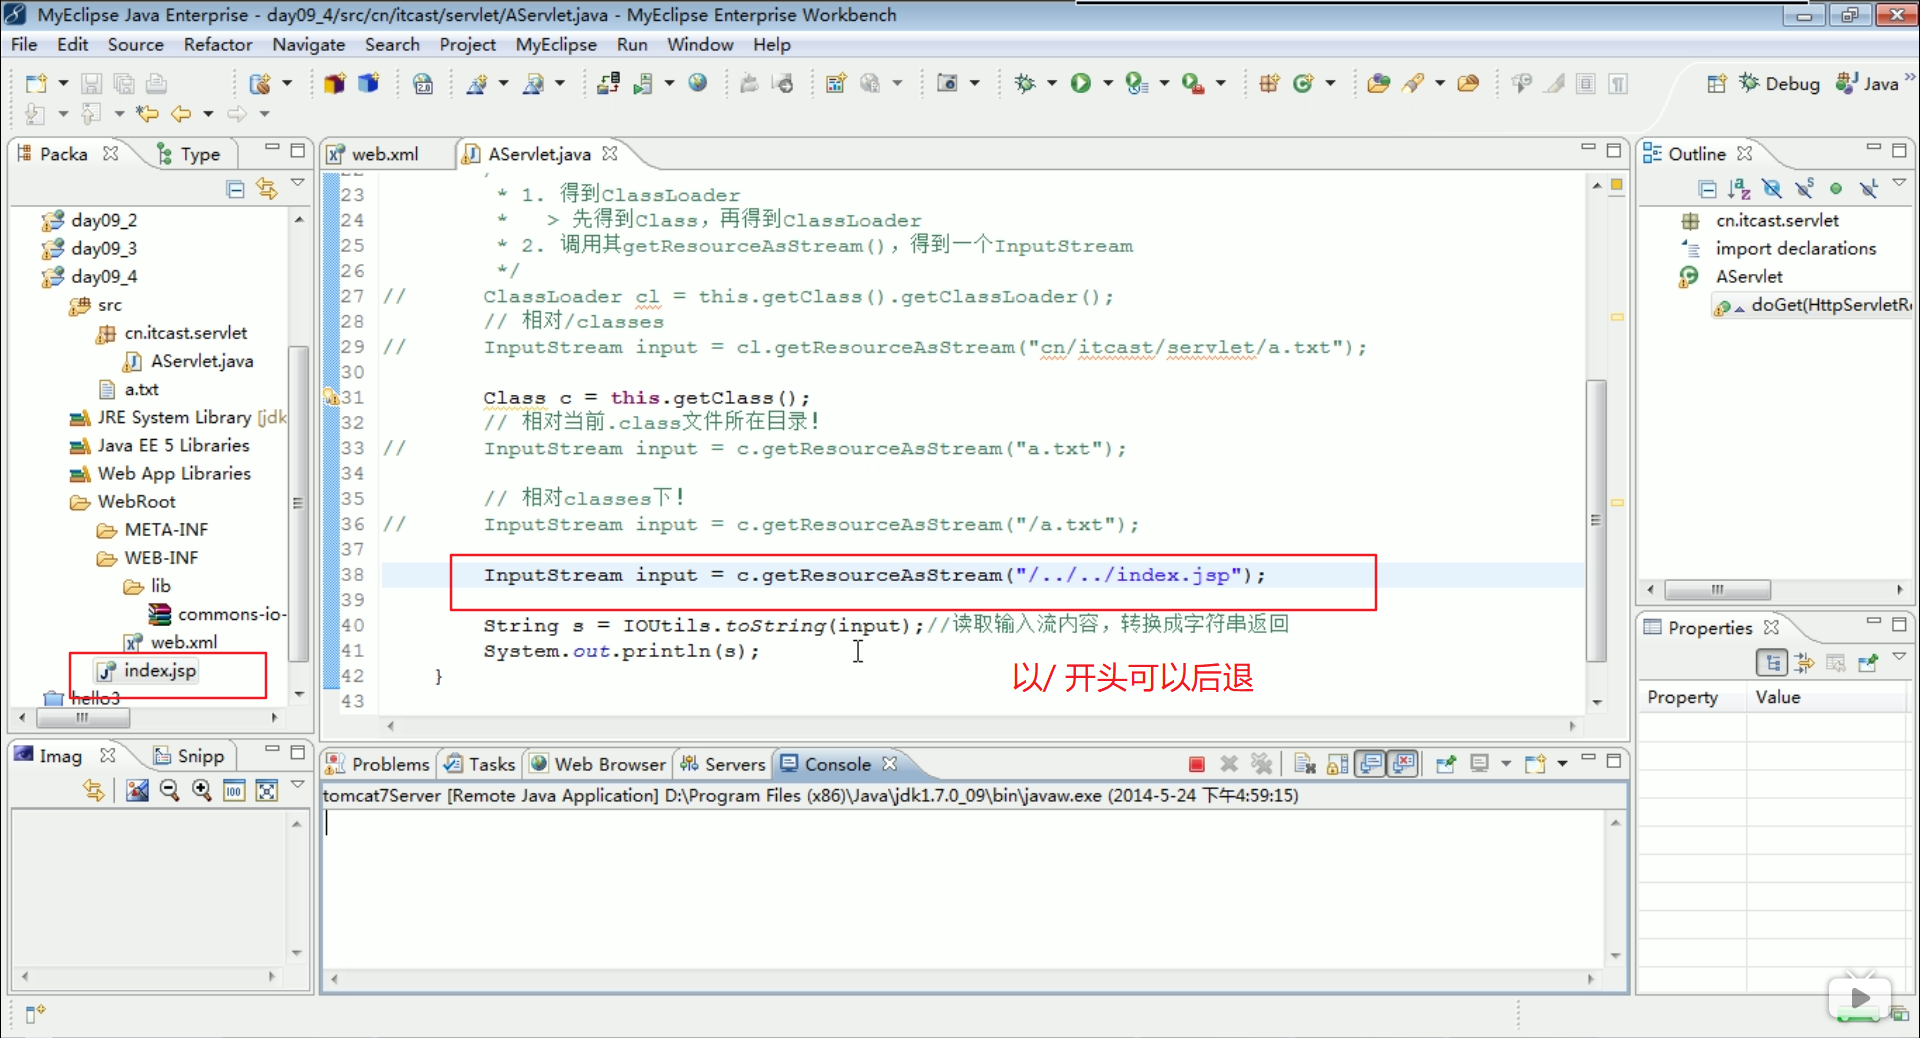 MyEclipse Java Enterprise - day09_4/src/cn/itcast/servlet/AServlet.java - MyEclipse Enterprise Workbench
File Edit Source Refactor Navigate Search Project MyEclipse Run Window Help
Debug Java
Packa Type
day09_2
day09_3
day09_4
src
cn.itcast.servlet
AServlet.java
a.txt
JRE System Library [jdk
Java EE 5 Libraries
Web App Libraries
WebRoot
META-INF
WEB-INF
lib
commons-io-
web.xml
index.jsp
hello3
web.xml AServlet.java
23 * 1. 得到ClassLoader
24 * > 先得到Class，再得到ClassLoader
25 * 2. 调用其getResourceAsStream()，得到一个InputStream
26 */
27 // ClassLoader cl = this.getClass().getClassLoader();
28 // 相对/classes
29 // InputStream input = cl.getResourceAsStream("cn/itcast/servlet/a.txt");
30
31 Class c = this.getClass();
32 // 相对当前.class文件所在目录！
33 // InputStream input = c.getResourceAsStream("a.txt");
34
35 // 相对classes下！
36 // InputStream input = c.getResourceAsStream("/a.txt");
37
38 InputStream input = c.getResourceAsStream("/../../index.jsp");
39
40 String s = IOUtils.toString(input);//读取输入流内容，转换成字符串返回
41 System.out.println(s);
42 }
43
以/ 开头可以后退
Outline
cn.itcast.servlet
import declarations
AServlet
doGet(HttpServletRe
Properties
Property Value
Imag Snipp
Problems Tasks Web Browser Servers Console
tomcat7Server [Remote Java Application] D:\Program Files (x86)\Java\jdk1.7.0_09\bin\javaw.exe (2014-5-24 下午4:59:15)